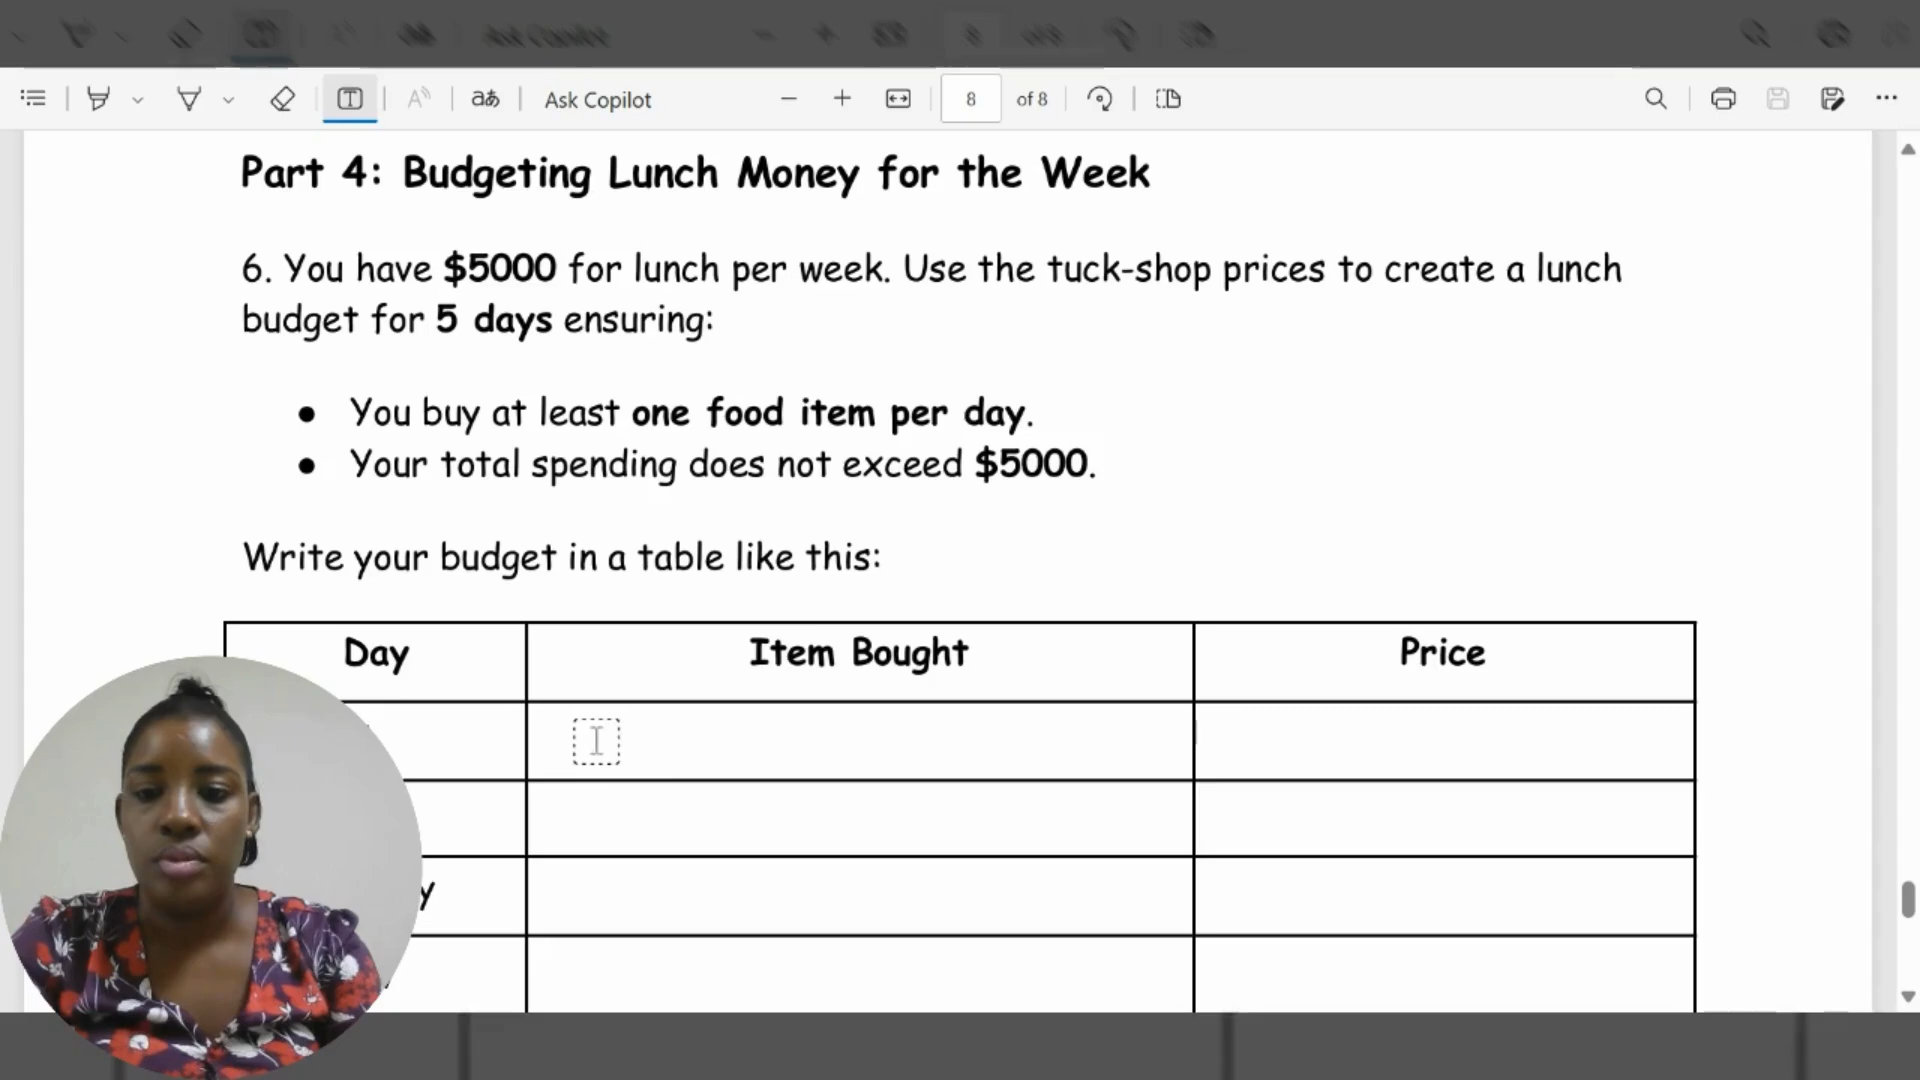 Ask Copilot
8
of 8
Part 4: Budgeting Lunch Money for the Week
6. You have $5000 for lunch per week. Use the tuck-shop prices to create a lunch
budget for 5 days ensuring:
● You buy at least one food item per day.
● Your total spending does not exceed $5000.
Write your budget in a table like this:
Day
Item Bought
Price